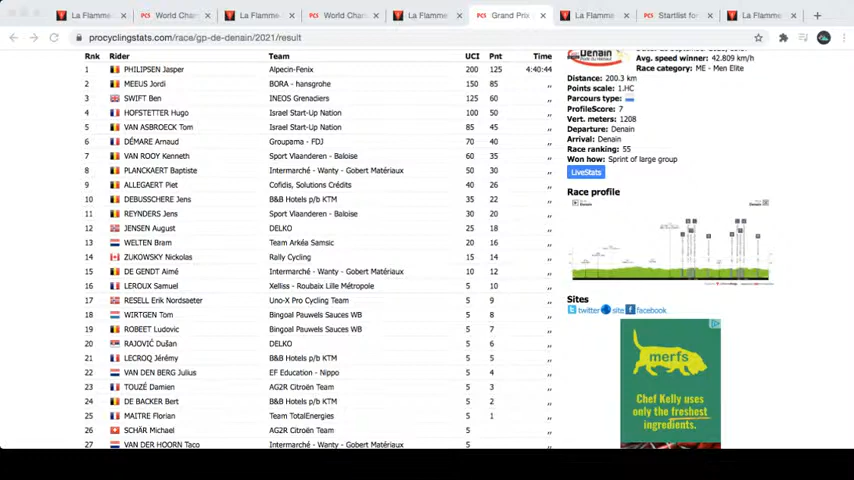 La Flamme
World Cham
La Flamme
World Cham
La Flamme
Grand Prix
La Flamme
Startlist for
La Flamme
procyclingstats.com/race/gp-de-denain/2021/result
Rnk Rider Team UCI Pnt Time
1 PHILIPSEN Jasper Alpecin-Fenix 200 125 4:40:44
2 MEEUS Jordi BORA - hansgrohe 150 85 ,,
3 SWIFT Ben INEOS Grenadiers 125 60 ,,
4 HOFSTETTER Hugo Israel Start-Up Nation 100 50 ,,
5 VAN ASBROECK Tom Israel Start-Up Nation 85 45 ,,
6 DÉMARE Arnaud Groupama - FDJ 70 40 ,,
7 VAN ROOY Kenneth Sport Vlaanderen - Baloise 60 35 ,,
8 PLANCKAERT Baptiste Intermarché - Wanty - Gobert Matériaux 50 30 ,,
9 ALLEGAERT Piet Cofidis, Solutions Crédits 40 26 ,,
10 DEBUSSCHERE Jens B&B Hotels p/b KTM 35 22 ,,
11 REYNDERS Jens Sport Vlaanderen - Baloise 30 20 ,,
12 JENSEN August DELKO 25 18 ,,
13 WELTEN Bram Team Arkéa Samsic 20 16 ,,
14 ZUKOWSKY Nickolas Rally Cycling 15 14 ,,
15 DE GENDT Aimé Intermarché - Wanty - Gobert Matériaux 10 12 ,,
16 LEROUX Samuel Xelliss - Roubaix Lille Métropole 5 10 ,,
17 RESELL Erik Nordsaeter Uno-X Pro Cycling Team 5 9 ,,
18 WIRTGEN Tom Bingoal Pauwels Sauces WB 5 8 ,,
19 ROBEET Ludovic Bingoal Pauwels Sauces WB 5 7 ,,
20 RAJOVIĆ Dušan DELKO 5 6 ,,
21 LECROQ Jérémy B&B Hotels p/b KTM 5 5 ,,
22 VAN DEN BERG Julius EF Education - Nippo 5 4 ,,
23 TOUZÉ Damien AG2R Citroën Team 5 3 ,,
24 DE BACKER Bert B&B Hotels p/b KTM 5 2 ,,
25 MAITRE Florian Team TotalEnergies 5 1 ,,
26 SCHÄR Michael AG2R Citroën Team 5 ,,
27 VAN DER HOORN Taco Intermarché - Wanty - Gobert Matériaux 5 ,,
Denain
Avg. speed winner: 42.809 km/h
Race category: ME - Men Elite
Distance: 200.3 km
Points scale: 1.HC
Parcours type:
ProfileScore: 7
Vert. meters: 1208
Departure: Denain
Arrival: Denain
Race ranking: 55
Won how: Sprint of large group
LiveStats
Race profile
Sites
twitter site facebook
merfs
Chef Kelly uses
only the freshest
ingredients.